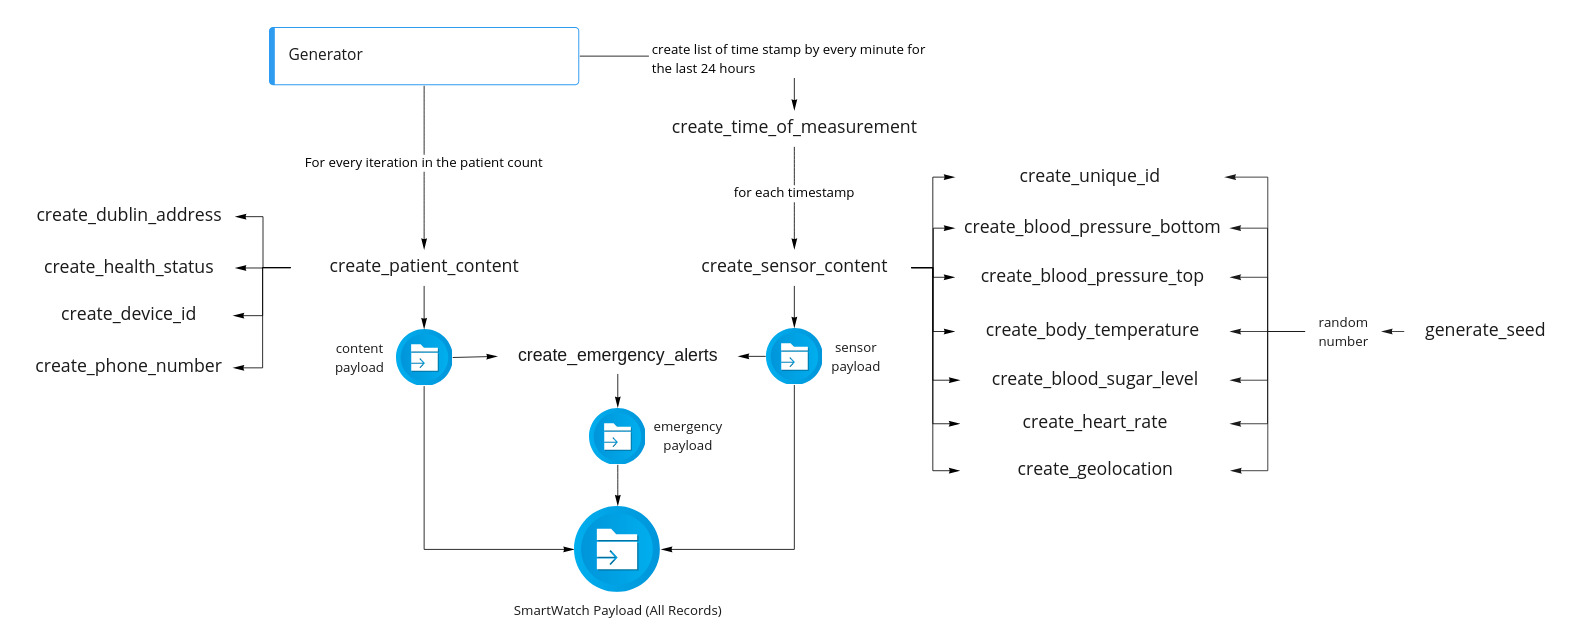 Generator
create list of time stamp by every minute for
the last 24 hours
create_time_of_measurement
For every iteration in the patient count
for each timestamp
create_dublin_address
create_health_status
create_device_id
create_phone_number
create_patient_content
create_sensor_content
create_unique_id
create_blood_pressure_bottom
create_blood_pressure_top
create_body_temperature
create_blood_sugar_level
create_heart_rate
create_geolocation
random
number
generate_seed
content
payload
create_emergency_alerts
sensor
payload
emergency
payload
SmartWatch Payload (All Records)